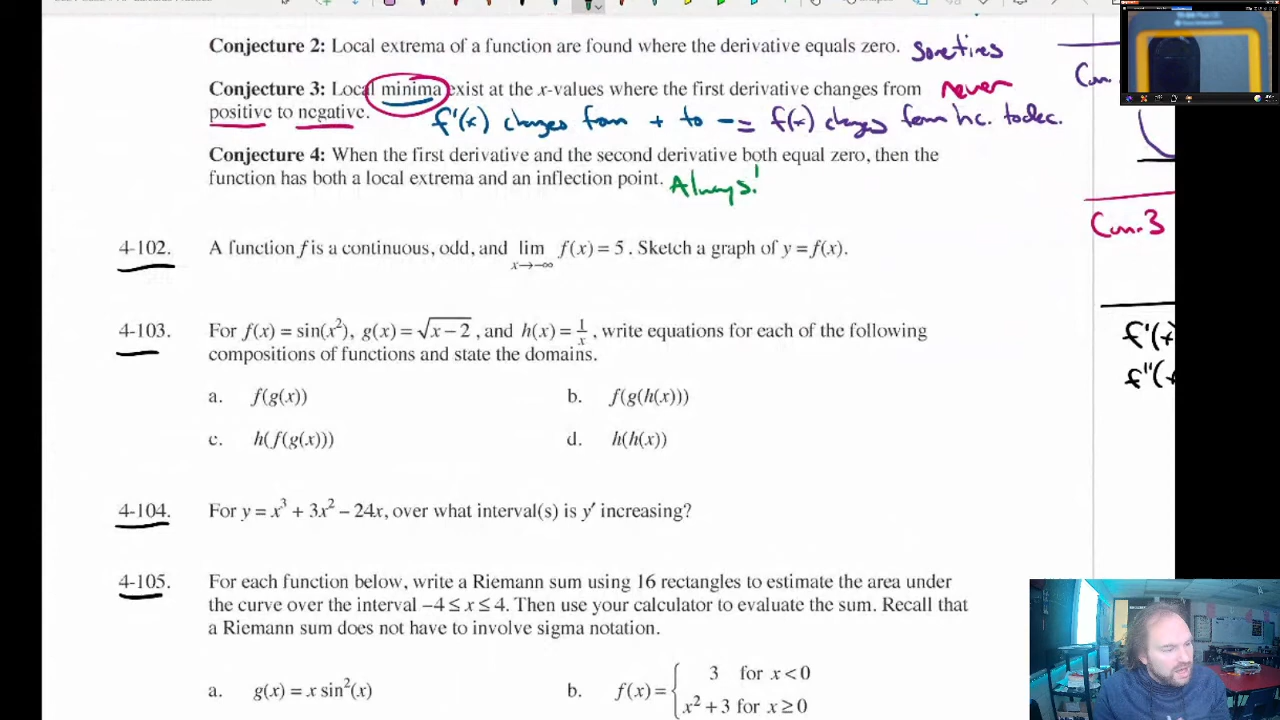 Conjecture 2: Local extrema of a function are found where the derivative equals zero. sometimes
Conjecture 3: Local minima exist at the x-values where the first derivative changes from never
positive to negative. f'(x) changes from + to - = f(x) changes from inc. to dec.
Conjecture 4: When the first derivative and the second derivative both equal zero, then the
function has both a local extrema and an inflection point. Always!
Con. 3
4-102. A function f is a continuous, odd, and lim x→−∞ f(x) = 5. Sketch a graph of y = f(x).
4-103. For f(x) = sin(x²), g(x) = √x − 2, and h(x) = 1/x, write equations for each of the following
compositions of functions and state the domains.
f'(
f"(
a. f(g(x)) b. f(g(h(x)))
c. h(f(g(x))) d. h(h(x))
4-104. For y = x³ + 3x² − 24x, over what interval(s) is y′ increasing?
4-105. For each function below, write a Riemann sum using 16 rectangles to estimate the area under
the curve over the interval −4 ≤ x ≤ 4. Then use your calculator to evaluate the sum. Recall that
a Riemann sum does not have to involve sigma notation.
a. g(x) = x sin²(x) b. f(x) = { 3 for x < 0
x² + 3 for x ≥ 0